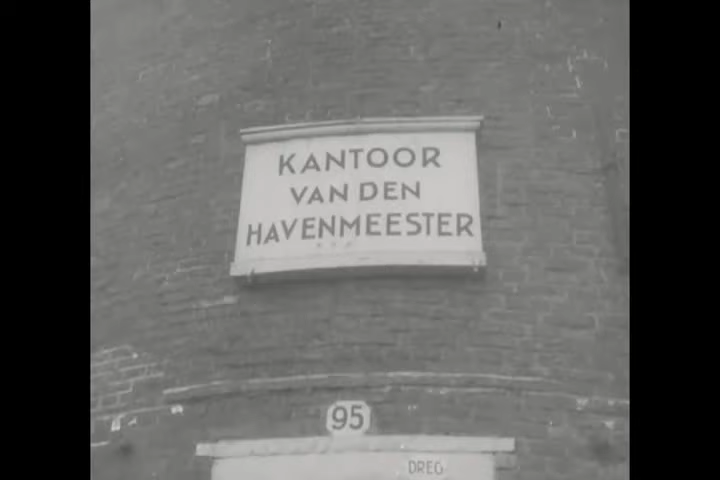 KANTOOR
VAN DEN
HAVENMEESTER
95
DREG